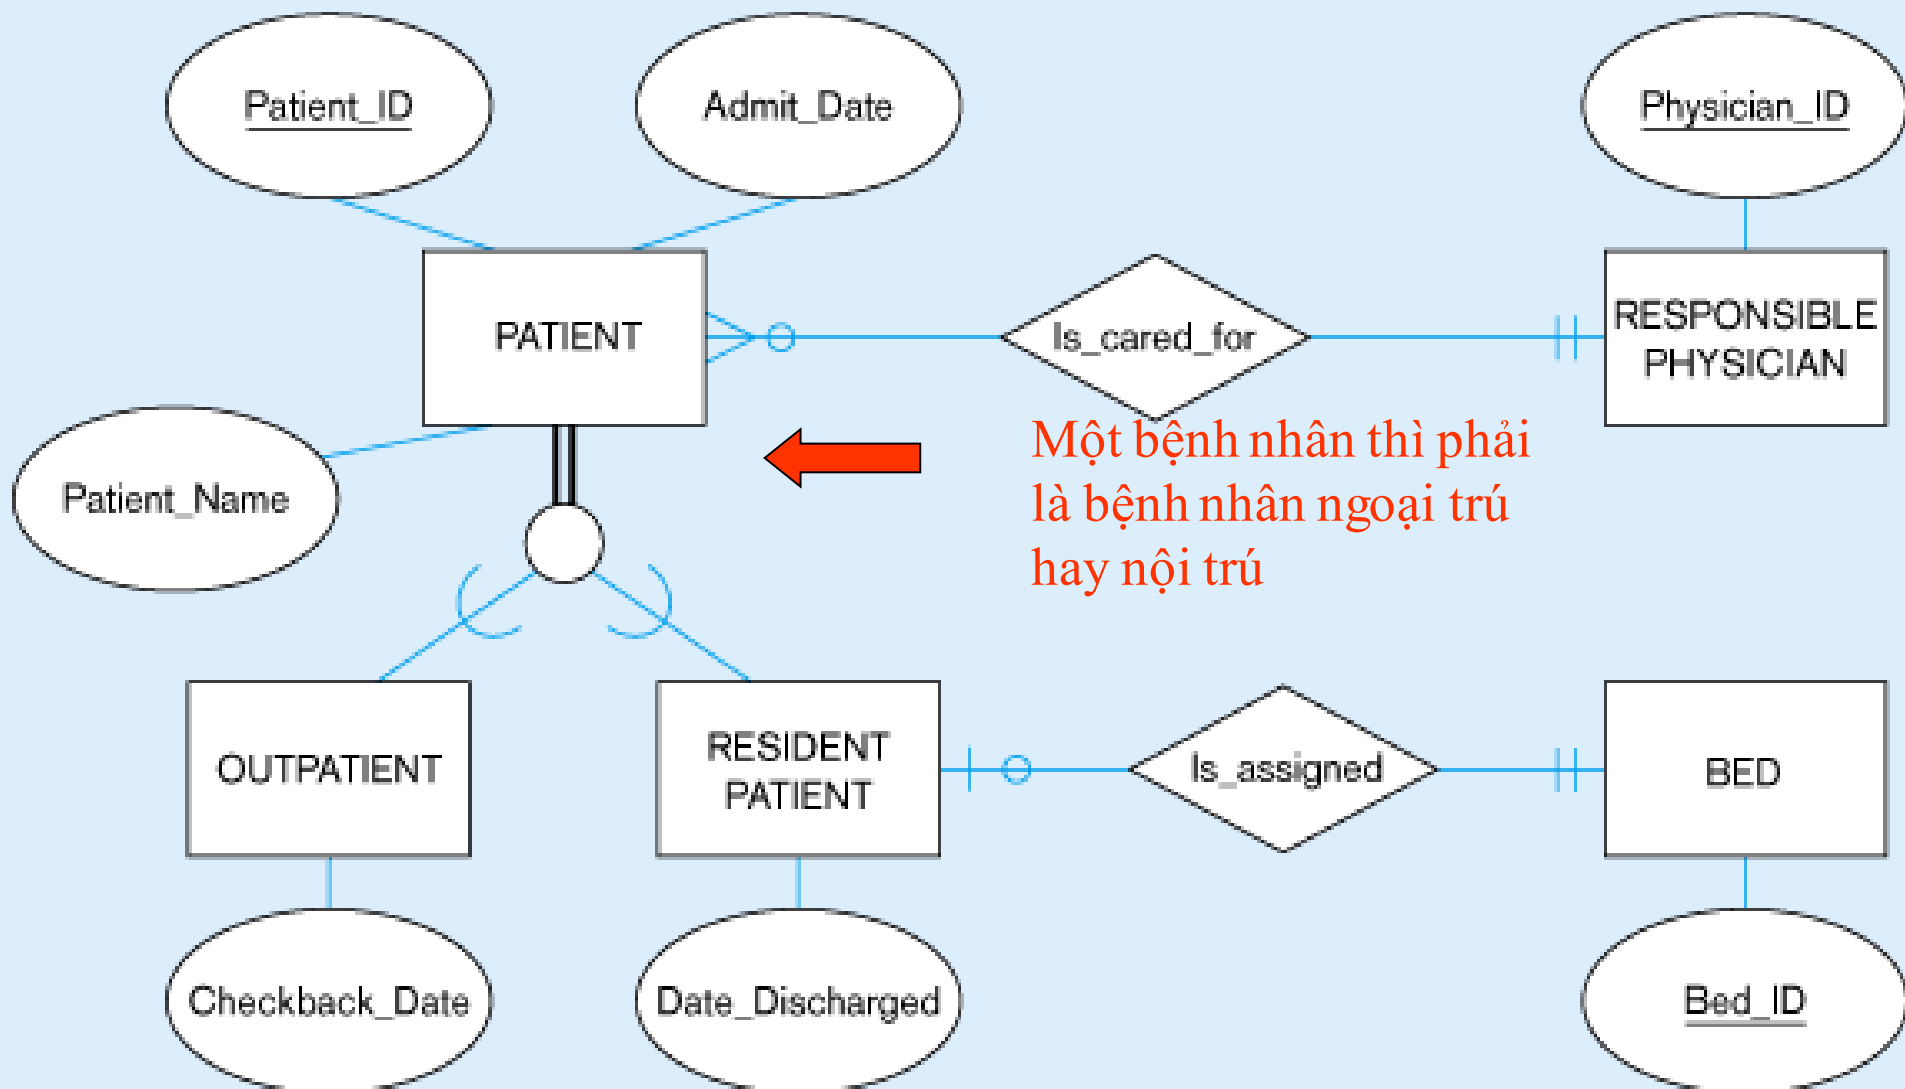 Patient_ID
Admit_Date
Physician_ID
PATIENT
Is_cared_for
RESPONSIBLE
PHYSICIAN
Patient_Name
Một bệnh nhân thì phải
là bệnh nhân ngoại trú
hay nội trú
OUTPATIENT
RESIDENT
PATIENT
Is_assigned
BED
Checkback_Date
Date_Discharged
Bed_ID